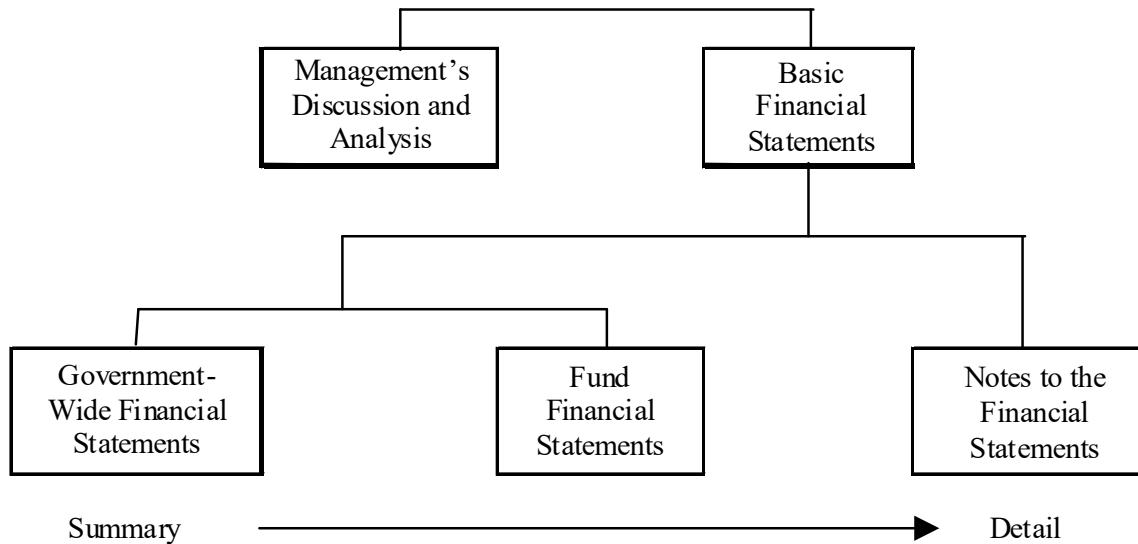 Management’s
Discussion and
Analysis
Basic
Financial
Statements
Government-
Wide Financial
Statements
Fund
Financial
Statements
Notes to the
Financial
Statements
Summary
Detail